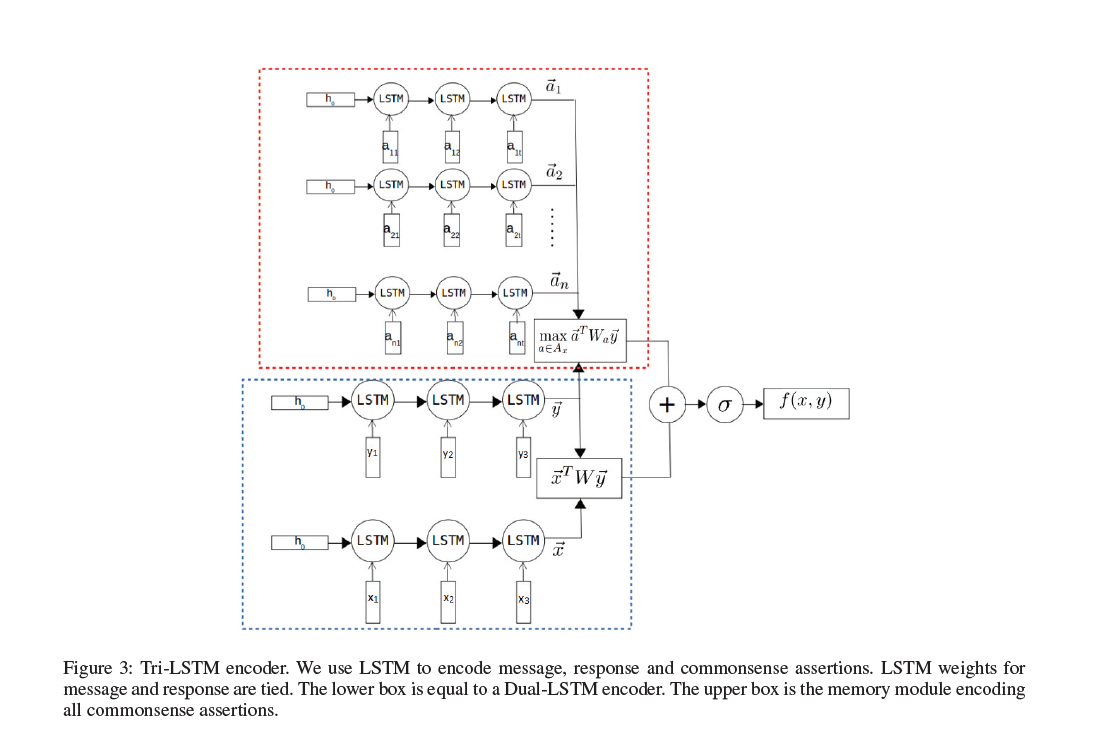 h₀ LSTM LSTM LSTM a⃗₁
a₁₁ a₁₂ a₁ₜ
h₀ LSTM LSTM LSTM a⃗₂
a₂₁ a₂₂ a₂ₜ
h₀ LSTM LSTM LSTM a⃗ₙ
aₙ₁ aₙ₂ aₙₜ max a⃗ᵀWₐy⃗
a∈Aₓ
h₀ LSTM LSTM LSTM y⃗ + σ f(x, y)
y₁ y₂ y₃
x⃗ᵀWy⃗
h₀ LSTM LSTM LSTM x⃗
x₁ x₂ x₃
Figure 3: Tri-LSTM encoder. We use LSTM to encode message, response and commonsense assertions. LSTM weights for
message and response are tied. The lower box is equal to a Dual-LSTM encoder. The upper box is the memory module encoding
all commonsense assertions.